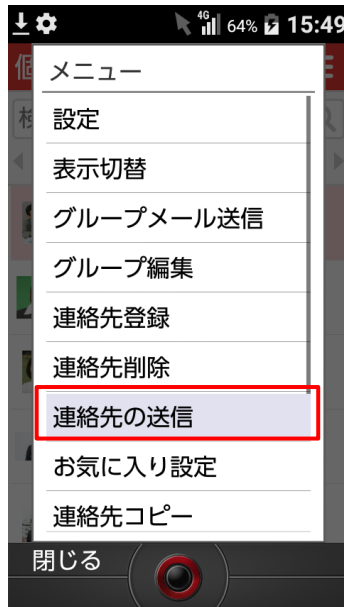 4G 64% 15:49
個
メニュー
検
設定
表示切替
グループメール送信
グループ編集
連絡先登録
連絡先削除
連絡先の送信
お気に入り設定
連絡先コピー
閉じる